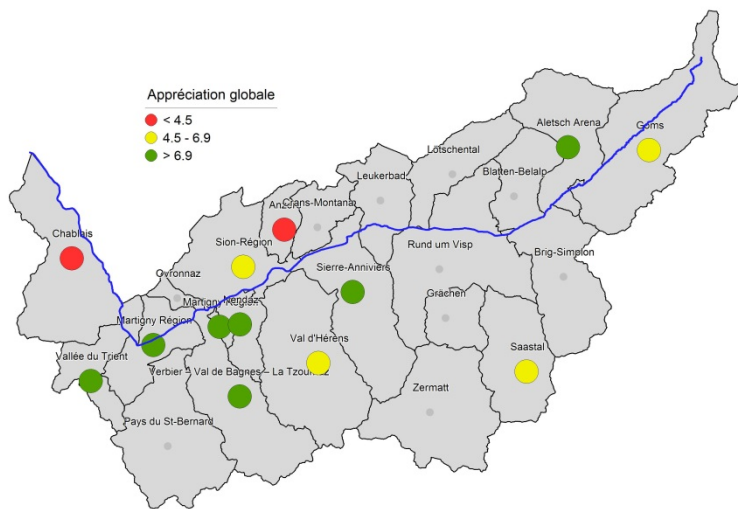 Appréciation globale
< 4.5
4.5 - 6.9
> 6.9
Aletsch Arena
Goms
Lötschental
Leukerbad
Blatten-Belalp
Crans-Montana
Chablais
Sion-Région
Rund um Visp
Brig-Simplon
Sierre-Anniviers
Ovronnaz
Grächen
Martigny Région
Nendaz
Martigny Région
Val d'Hérens
Saastal
Vallée du Trient
Verbier - Val de Bagnes – La Tzoumaz
Zermatt
Pays du St-Bernard